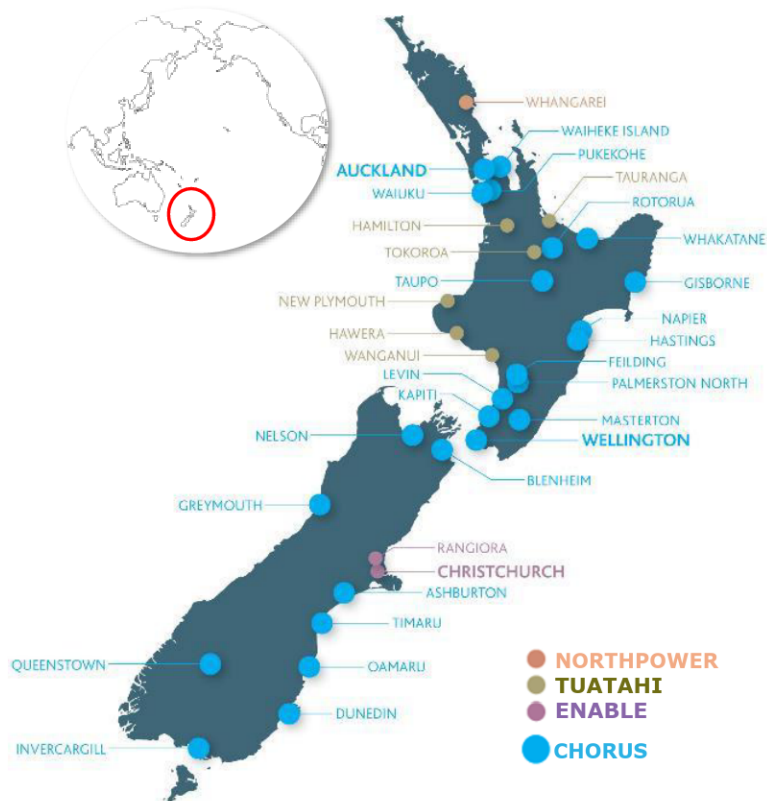 WHANGAREI
WAIHEKE ISLAND
AUCKLAND
PUKEKOHE
WAIUKU
TAURANGA
ROTORUA
HAMILTON
WHAKATANE
TOKOROA
TAUPO
GISBORNE
NEW PLYMOUTH
NAPIER
HAWERA
HASTINGS
WANGANUI
FEILDING
LEVIN
PALMERSTON NORTH
KAPITI
MASTERTON
NELSON
WELLINGTON
BLENHEIM
GREYMOUTH
RANGIORA
CHRISTCHURCH
ASHBURTON
TIMARU
QUEENSTOWN
OAMARU
DUNEDIN
INVERCARGILL
NORTHPOWER
TUATAHI
ENABLE
CHORUS